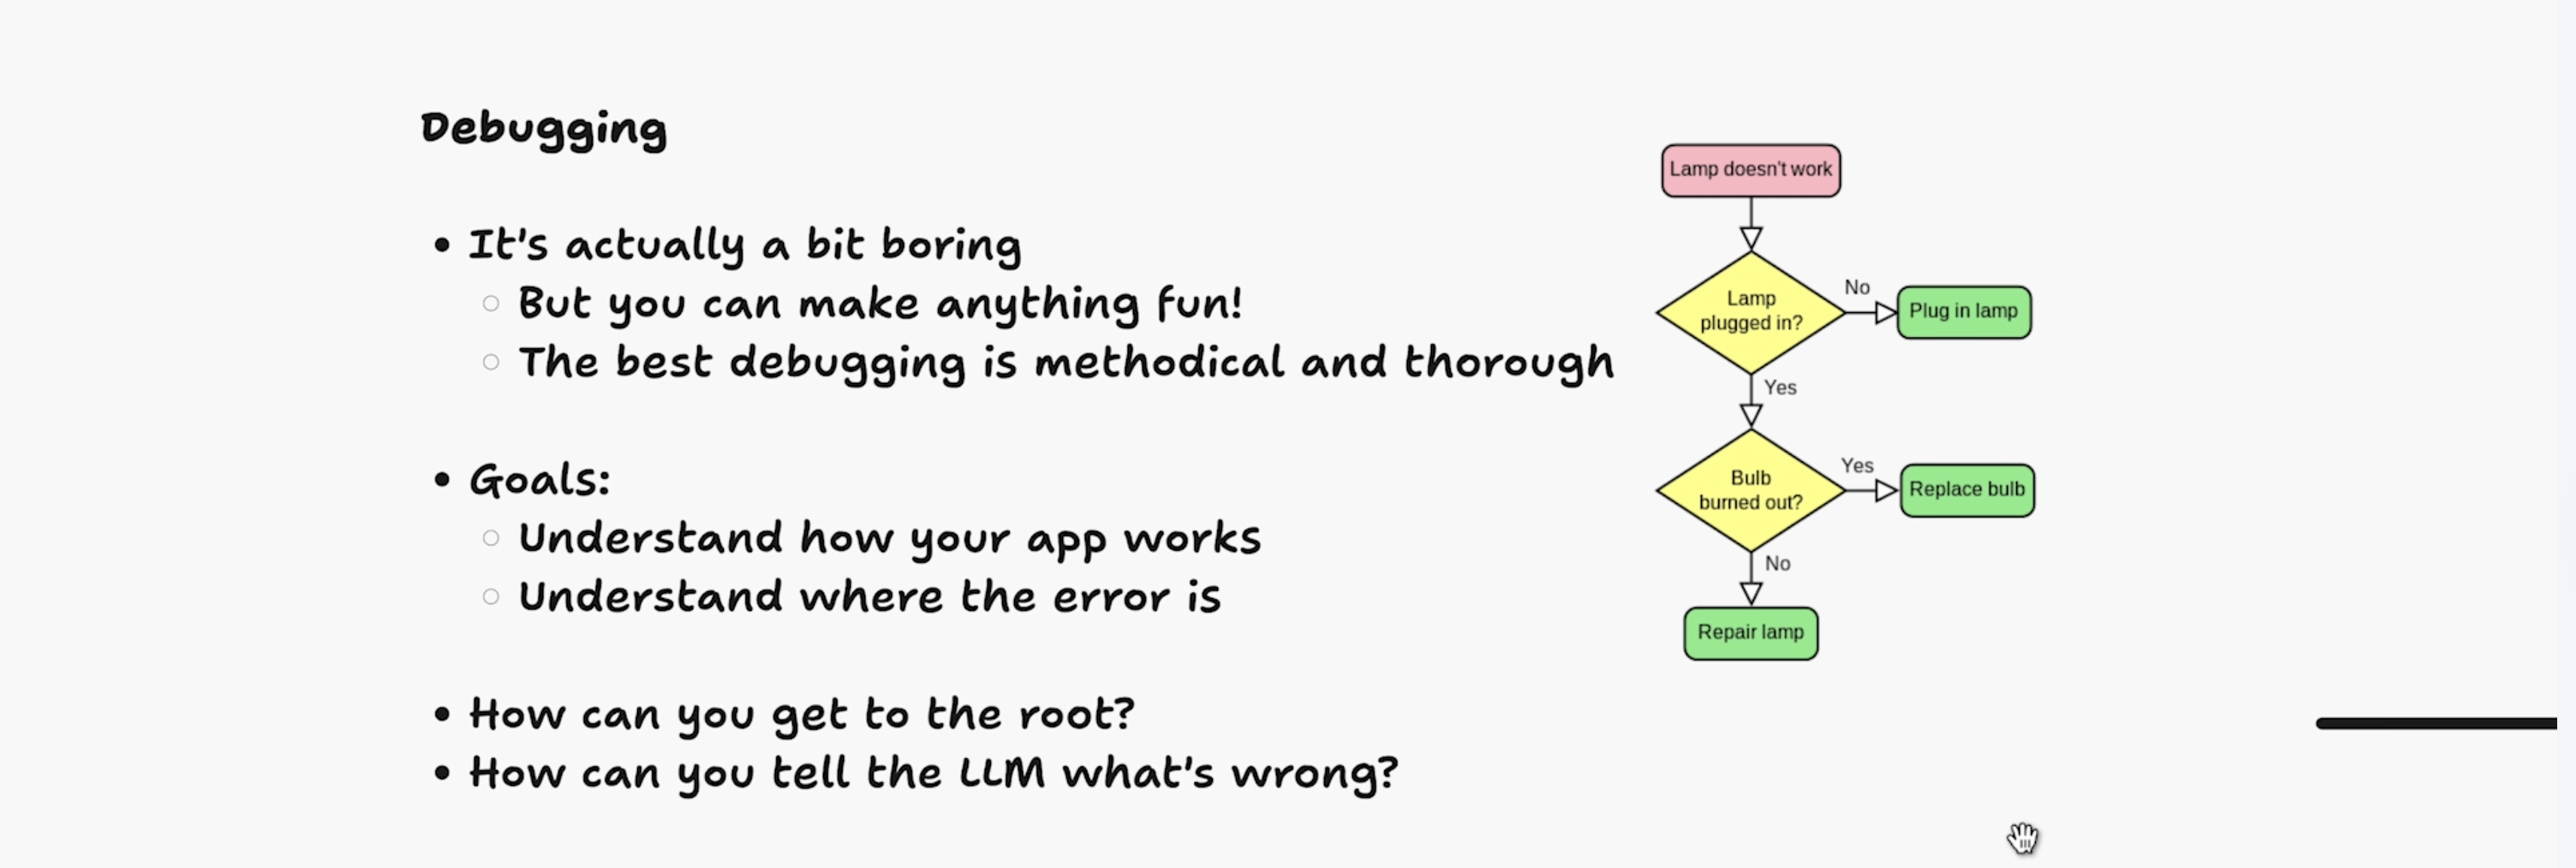 Debugging
• It's actually a bit boring
○ But you can make anything fun!
○ The best debugging is methodical and thorough
• Goals:
○ Understand how your app works
○ Understand where the error is
• How can you get to the root?
• How can you tell the LLM what's wrong?
Lamp doesn't work
Lamp
plugged in?
No
Plug in lamp
Yes
Bulb
burned out?
Yes
Replace bulb
No
Repair lamp